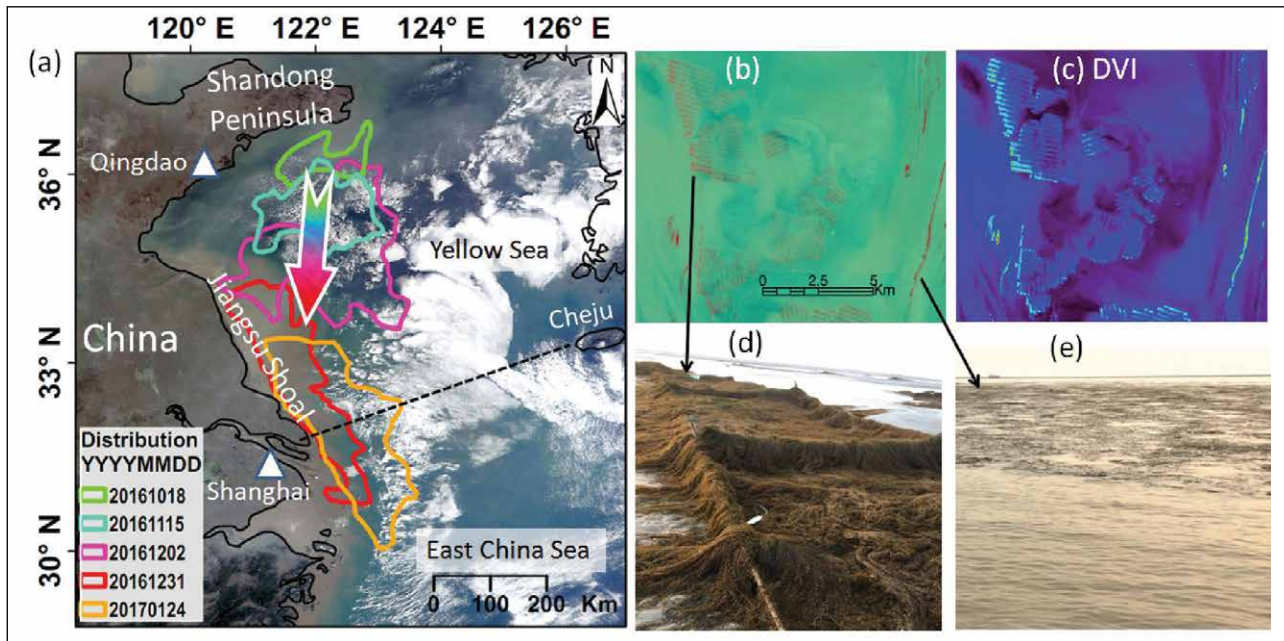 120° E 122° E 124° E 126° E
(a)
N
Shandong
Peninsula
Qingdao
36° N
Yellow Sea
Jiangsu Shoal
China
Cheju
33° N
Distribution
YYYYMMDD
20161018
20161115
20161202
20161231
20170124
Shanghai
30° N
East China Sea
0 100 200 Km
(b)
0 2.5 5
Km
(c) DVI
(d)
(e)